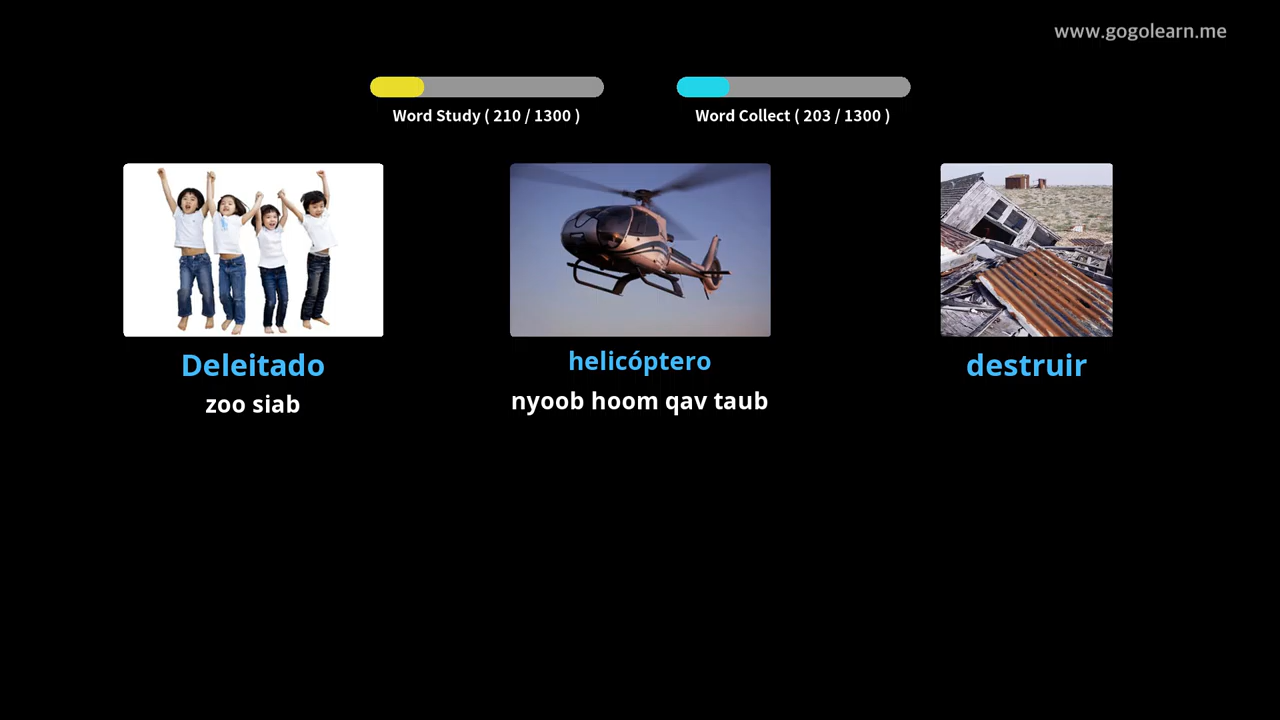 www.gogolearn.me
Word Study ( 210 / 1300 )
Word Collect ( 203 / 1300 )
Deleitado
zoo siab
helicóptero
nyoob hoom qav taub
destruir